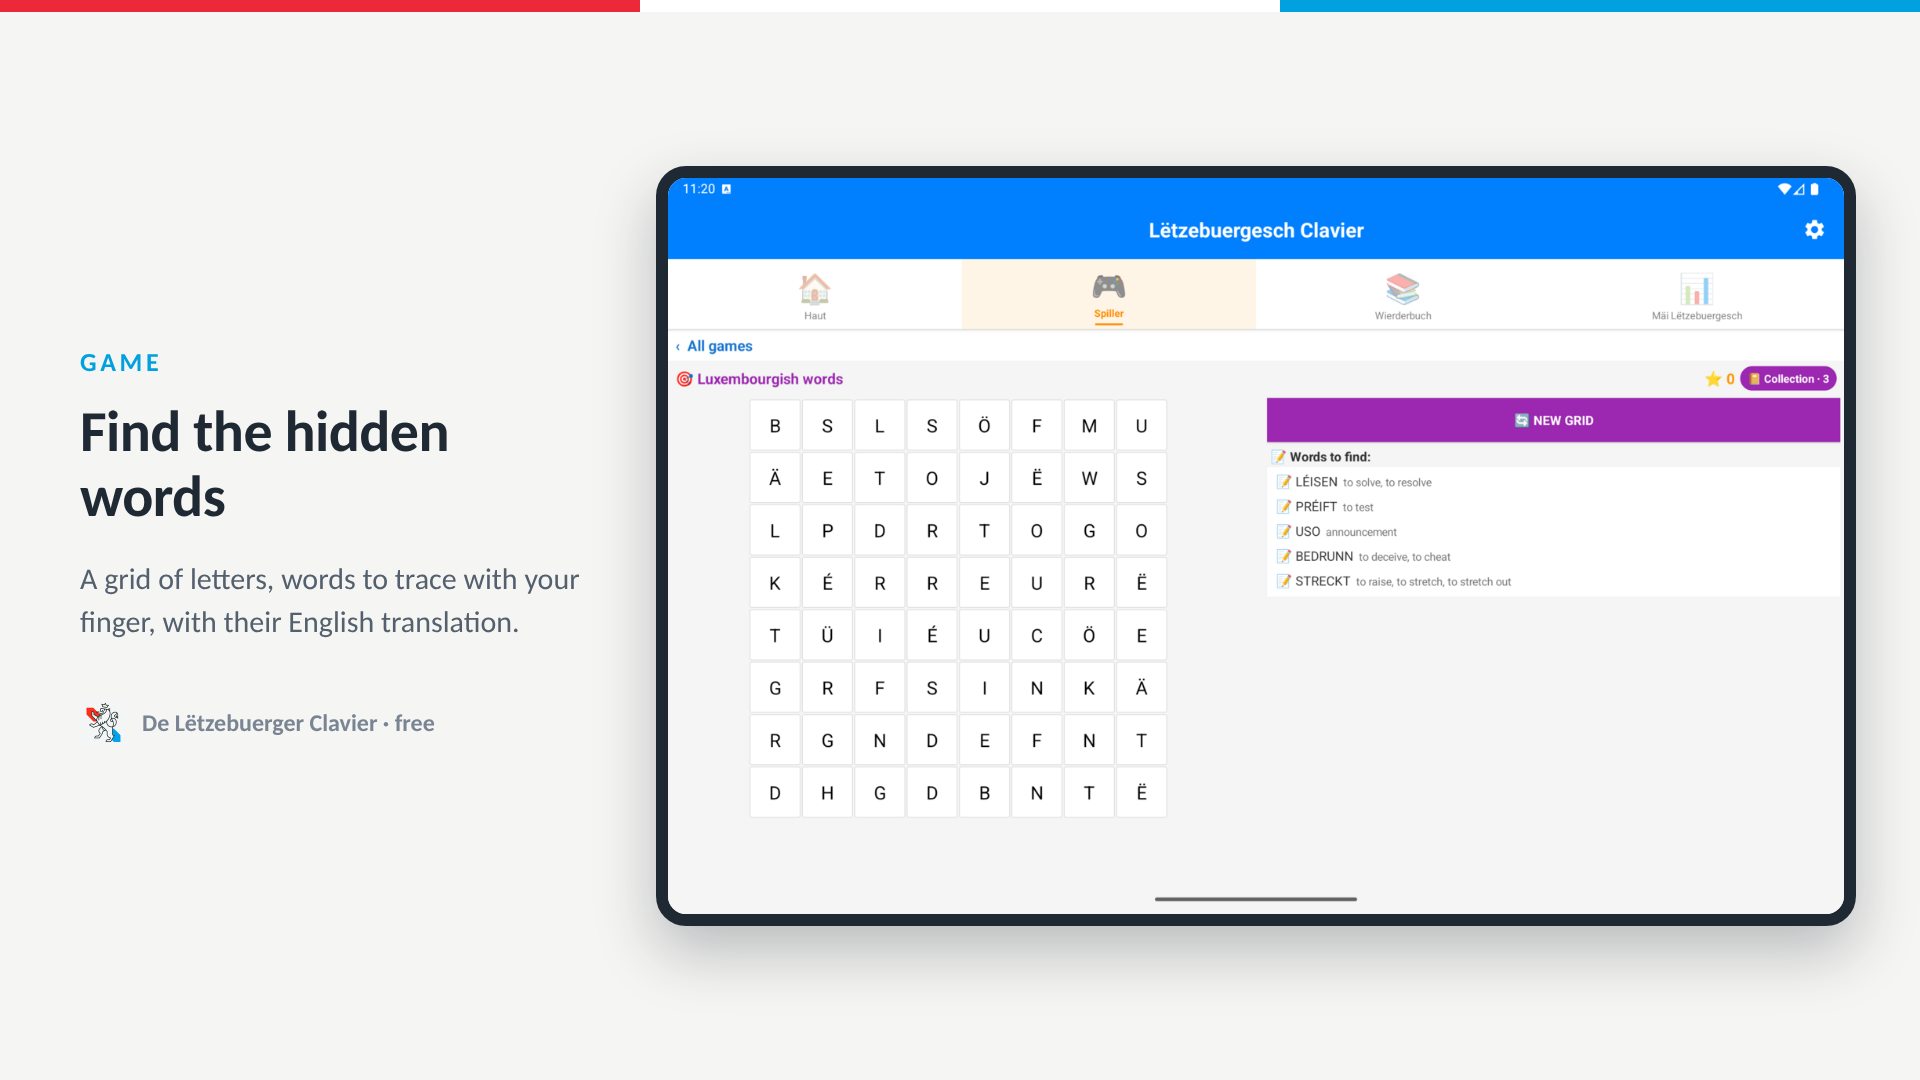 GAME
Find the hidden
words
A grid of letters, words to trace with your
finger, with their English translation.
De Lëtzebuerger Clavier · free
11:20
Lëtzebuergesch Clavier
Haut
Spiller
Wierderbuch
Mäi Lëtzebuergesch
‹ All games
Luxembourgish words
0
Collection · 3
B S L S Ö F M U
Ä E T O J Ë W S
L P D R T O G O
K É R R E U R Ë
T Ü I É U C Ö E
G R F S I N K Ä
R G N D E F N T
D H G D B N T Ë
NEW GRID
Words to find:
LÉISEN to solve, to resolve
PRÉIFT to test
USO announcement
BEDRUNN to deceive, to cheat
STRECKT to raise, to stretch, to stretch out